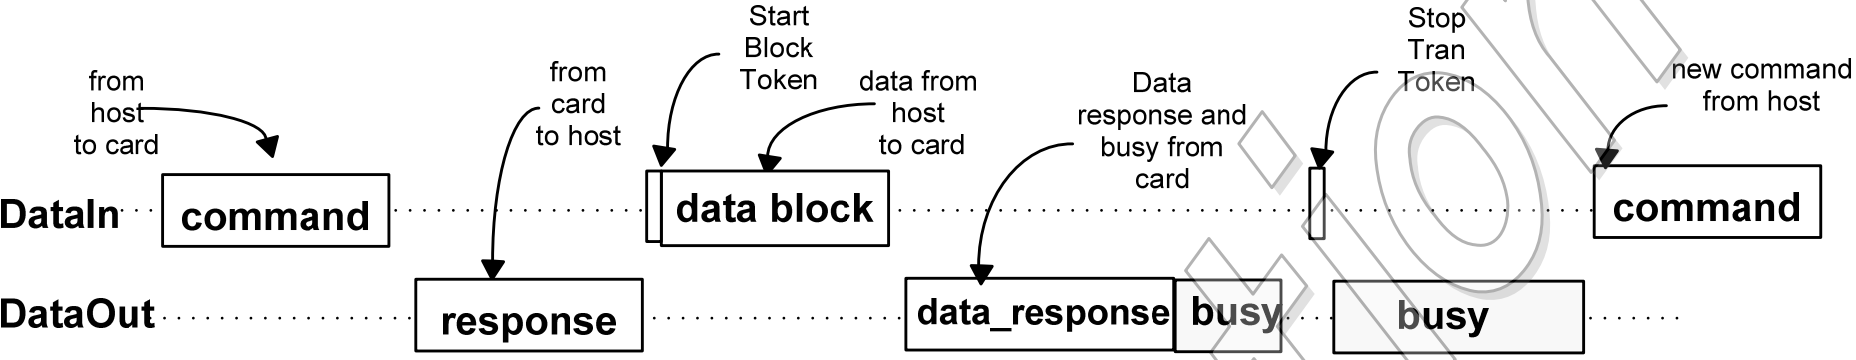 from
host
to card
from
card
to host
Start
Block
Token
data from
host
to card
Data
response and
busy from
card
Stop
Tran
Token
new command
from host
DataIn
command
data block
command
DataOut
response
data_response
busy
busy